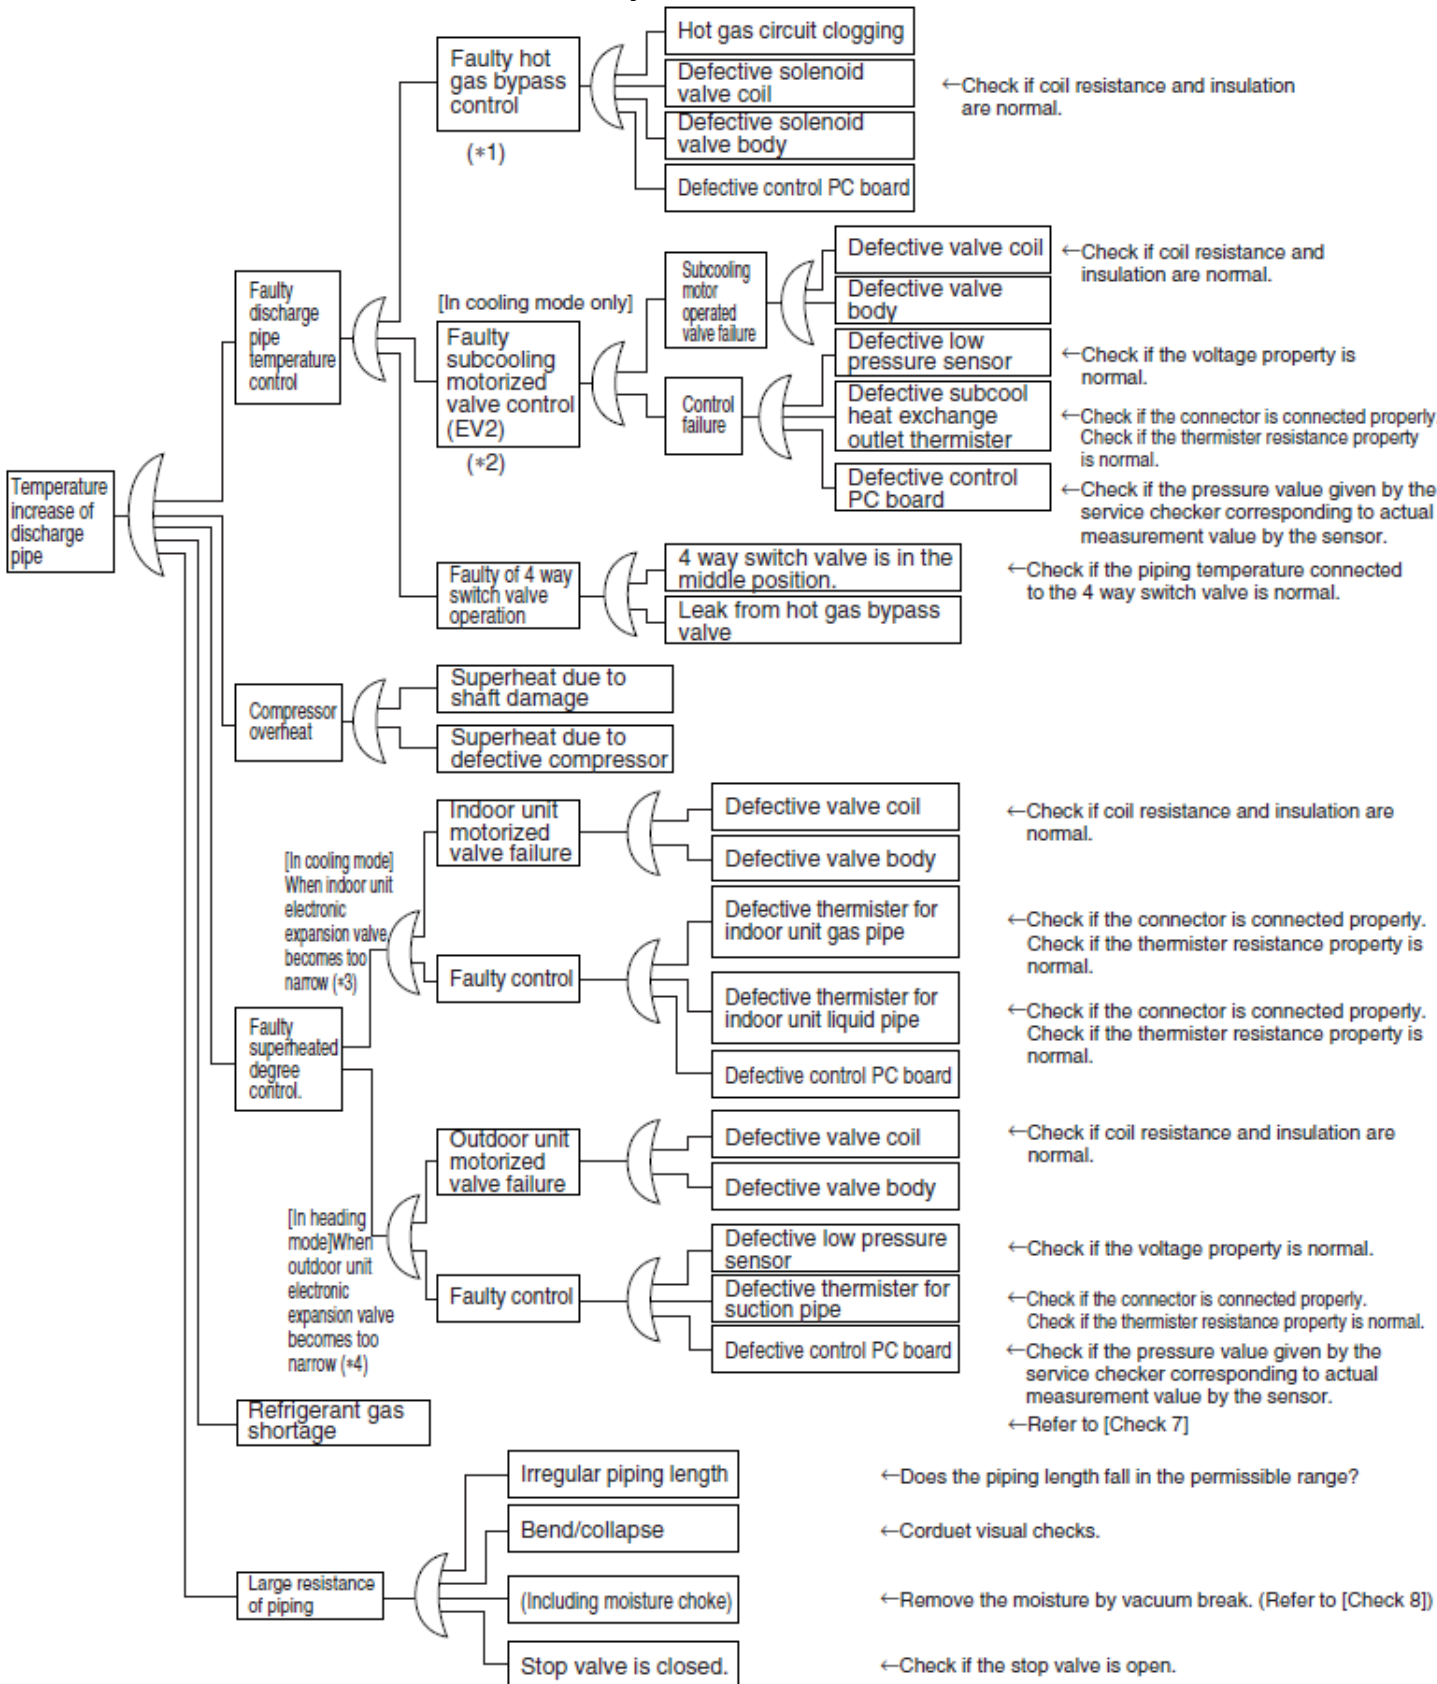 Hot gas circuit clogging
Faulty hot
gas bypass
control
(*1)
Defective solenoid
valve coil
←Check if coil resistance and insulation
are normal.
Defective solenoid
valve body
Defective control PC board
Faulty
discharge
pipe
temperature
control
[In cooling mode only]
Faulty
subcooling
motorized
valve control
(EV2)
(*2)
Subcooling
motor
operated
valve failure
Defective valve coil
←Check if coil resistance and
insulation are normal.
Defective valve
body
Control
failure
Defective low
pressure sensor
←Check if the voltage property is
normal.
Defective subcool
heat exchange
outlet thermister
←Check if the connector is connected properly.
Check if the thermister resistance property
is normal.
Defective control
PC board
←Check if the pressure value given by the
service checker corresponding to actual
measurement value by the sensor.
Temperature
increase of
discharge
pipe
Faulty of 4 way
switch valve
operation
4 way switch valve is in the
middle position.
←Check if the piping temperature connected
to the 4 way switch valve is normal.
Leak from hot gas bypass
valve
Compressor
overheat
Superheat due to
shaft damage
Superheat due to
defective compressor
[In cooling mode]
When indoor unit
electronic
expansion valve
becomes too
narrow (*3)
Indoor unit
motorized
valve failure
Defective valve coil
←Check if coil resistance and insulation are
normal.
Defective valve body
Faulty control
Defective thermister for
indoor unit gas pipe
←Check if the connector is connected properly.
Check if the thermister resistance property is
normal.
Defective thermister for
indoor unit liquid pipe
←Check if the connector is connected properly.
Check if the thermister resistance property is
normal.
Defective control PC board
Faulty
superheated
degree
control.
[In heading
mode]When
outdoor unit
electronic
expansion valve
becomes too
narrow (*4)
Outdoor unit
motorized
valve failure
Defective valve coil
←Check if coil resistance and insulation are
normal.
Defective valve body
Faulty control
Defective low pressure
sensor
←Check if the voltage property is normal.
Defective thermister for
suction pipe
←Check if the connector is connected properly.
Check if the thermister resistance property is normal.
Defective control PC board
←Check if the pressure value given by the
service checker corresponding to actual
measurement value by the sensor.
Refrigerant gas
shortage
←Refer to [Check 7]
Large resistance
of piping
Irregular piping length
←Does the piping length fall in the permissible range?
Bend/collapse
←Corduet visual checks.
(Including moisture choke)
←Remove the moisture by vacuum break. (Refer to [Check 8])
Stop valve is closed.
←Check if the stop valve is open.